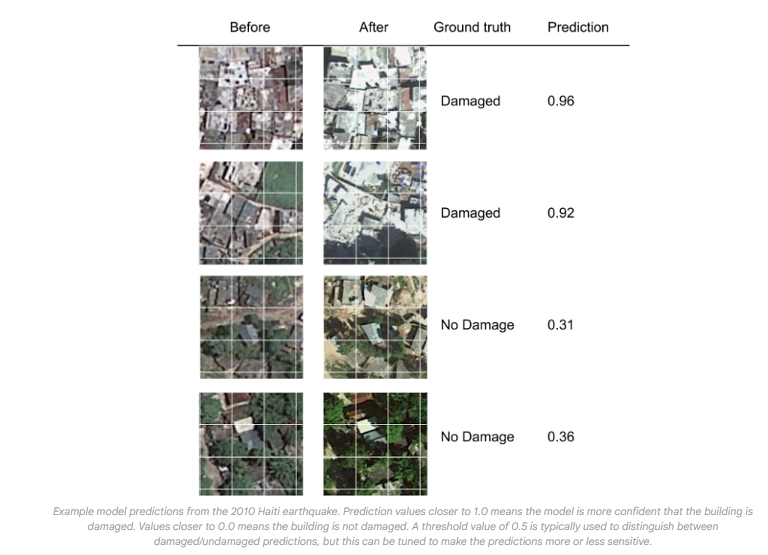 Before After Ground truth Prediction
Damaged 0.96
Damaged 0.92
No Damage 0.31
No Damage 0.36
Example model predictions from the 2010 Haiti earthquake. Prediction values closer to 1.0 means the model is more confident that the building is
damaged. Values closer to 0.0 means the building is not damaged. A threshold value of 0.5 is typically used to distinguish between
damaged/undamaged predictions, but this can be tuned to make the predictions more or less sensitive.